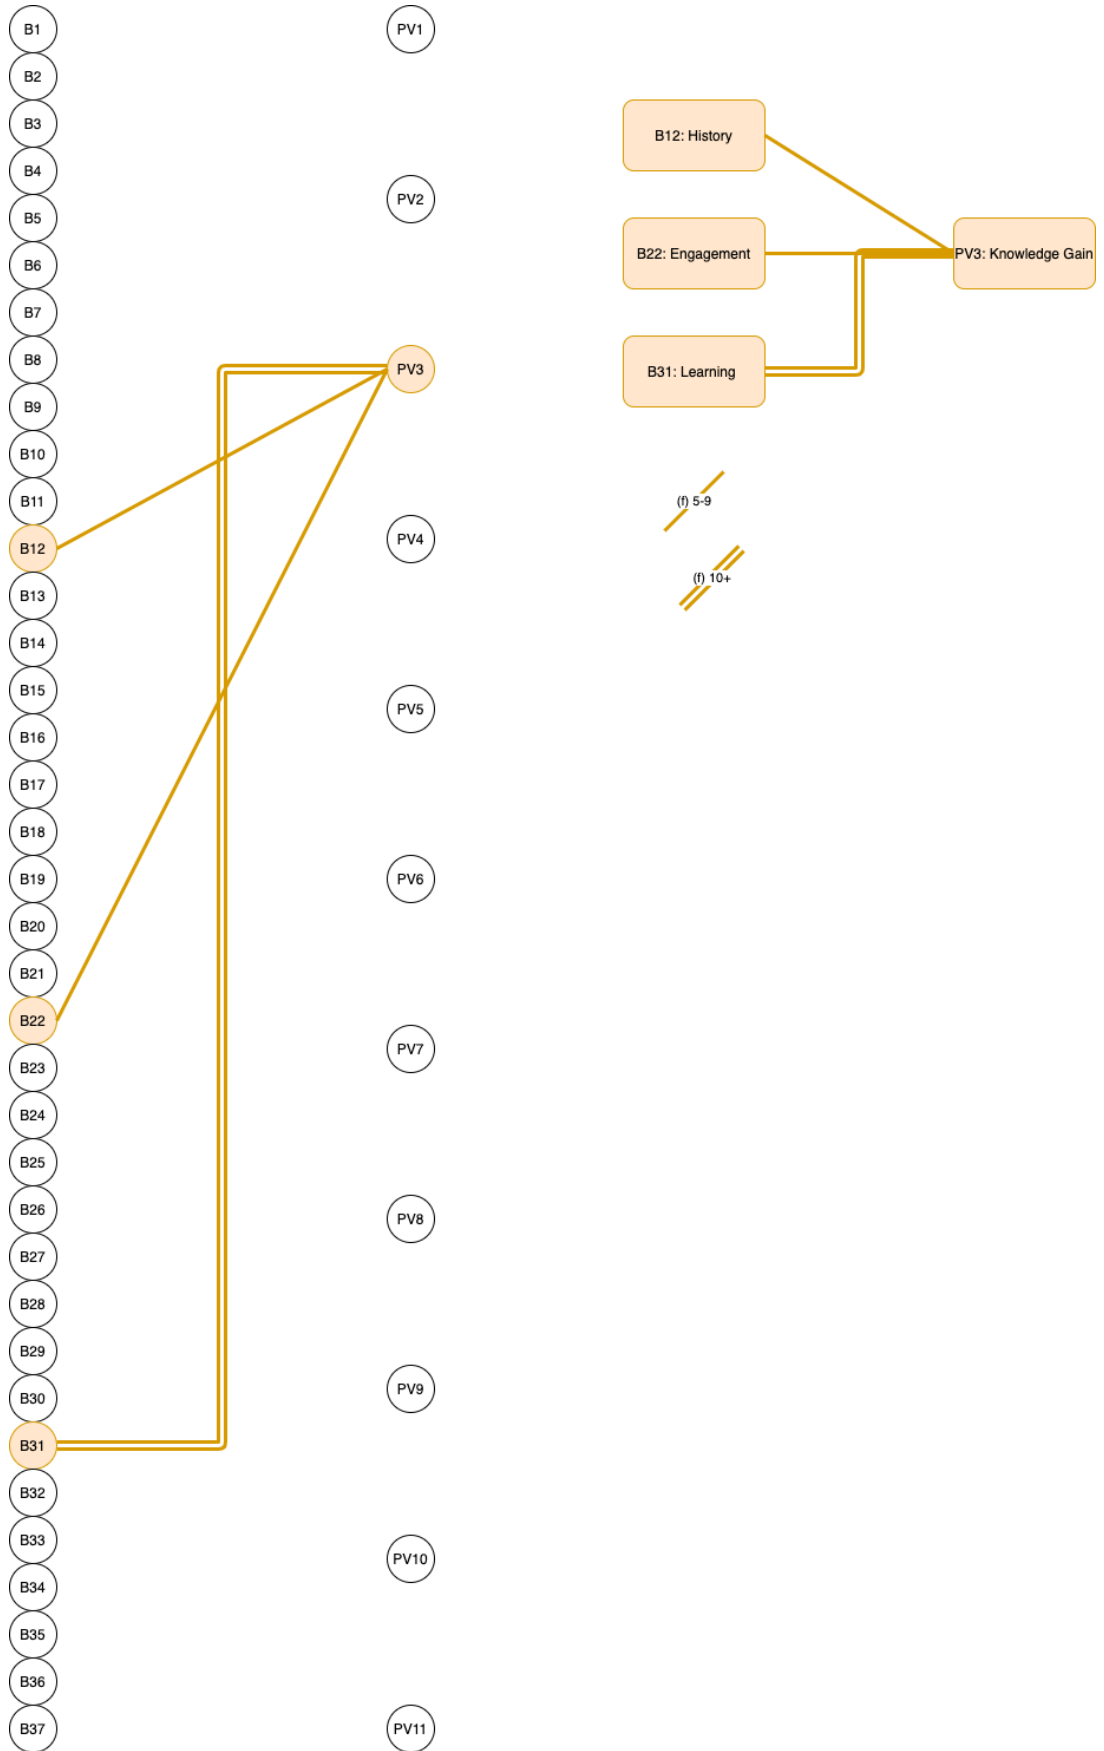 B1
B2
B3
B4
B5
B6
B7
B8
B9
B10
B11
B12
B13
B14
B15
B16
B17
B18
B19
B20
B21
B22
B23
B24
B25
B26
B27
B28
B29
B30
B31
B32
B33
B34
B35
B36
B37
PV1
PV2
PV3
PV4
PV5
PV6
PV7
PV8
PV9
PV10
PV11
B12: History
B22: Engagement
B31: Learning
PV3: Knowledge Gain
(f) 5-9
(f) 10+